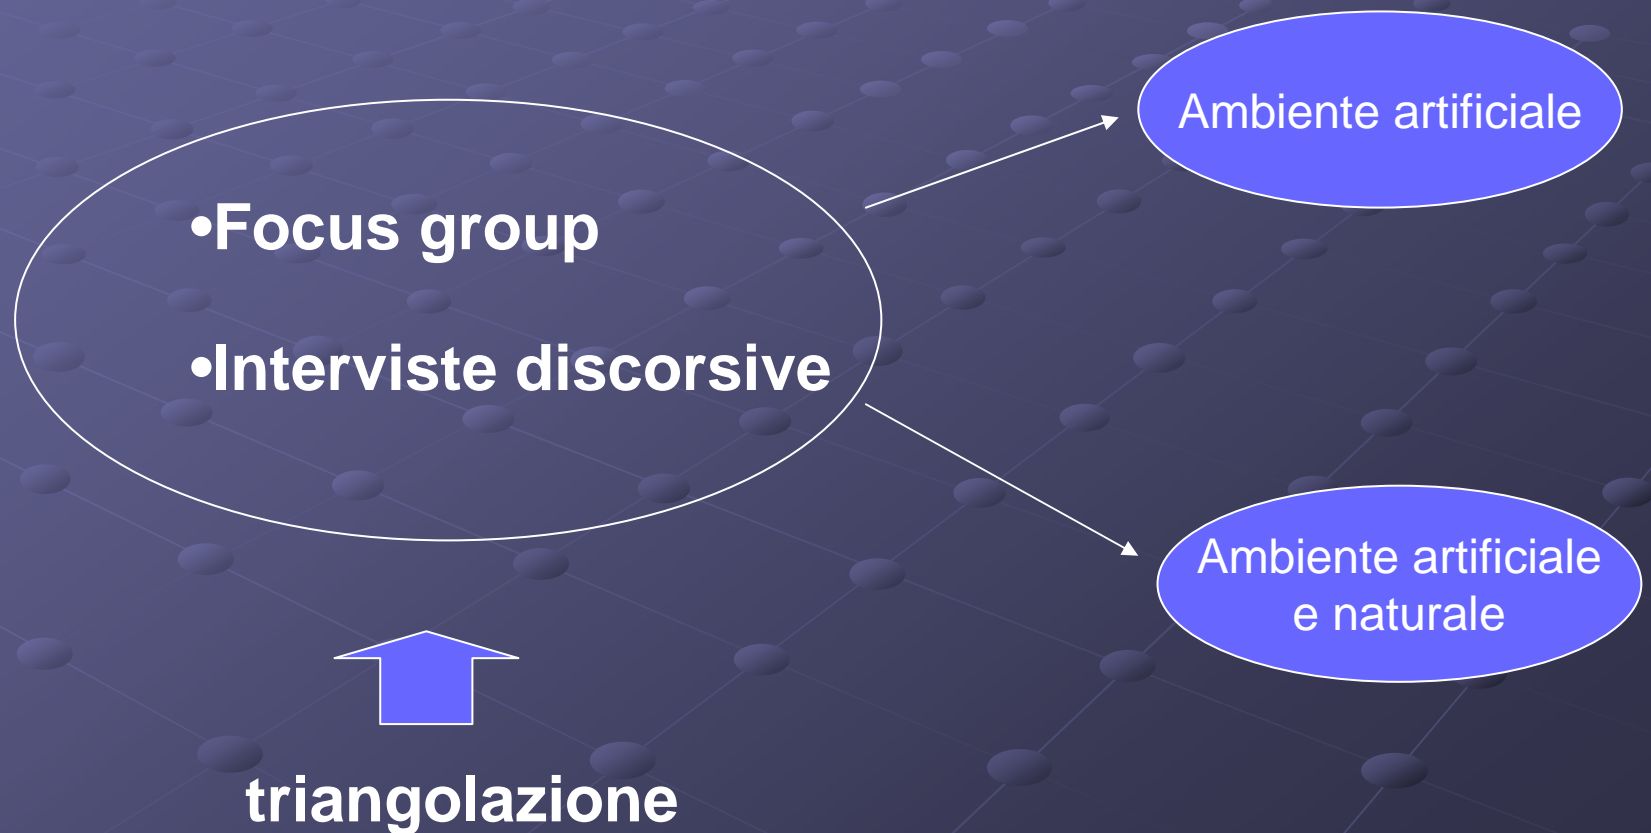 Ambiente artificiale
•Focus group
•Interviste discorsive
Ambiente artificiale
e naturale
triangolazione